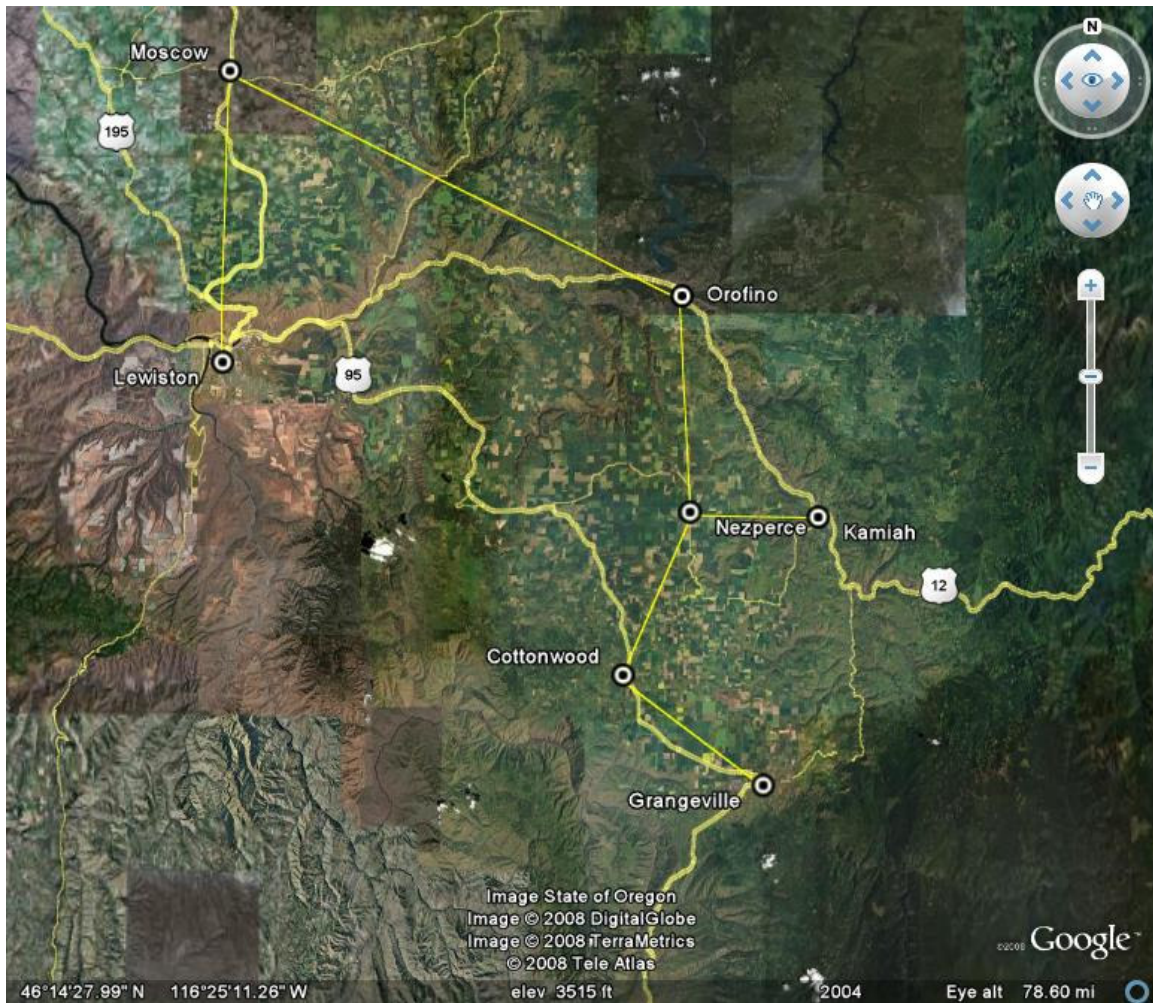 N
Moscow
195
Orofino
Lewiston
95
Nezperce
Kamiah
12
Cottonwood
Grangeville
Image State of Oregon
Image © 2008 DigitalGlobe
Image © 2008 TerraMetrics
© 2008 Tele Atlas
©2008 Google™
46°14'27.99" N 116°25'11.26" W elev 3515 ft 2004 Eye alt 78.60 mi